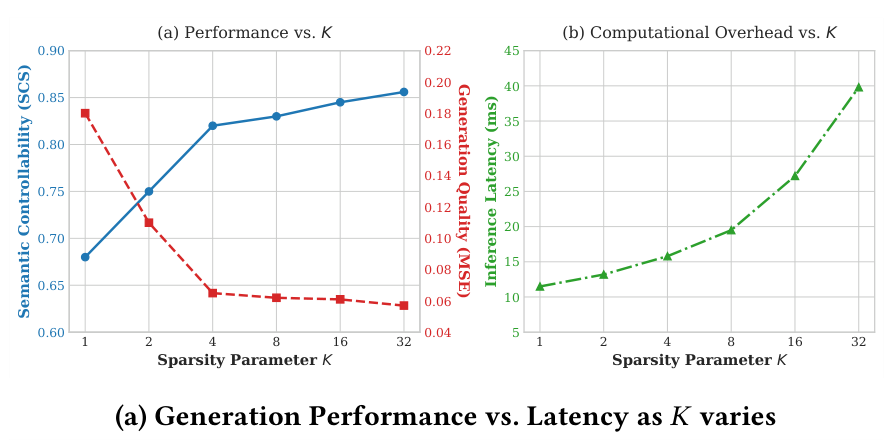 (a) Performance vs. K
0.90
0.85
0.80
0.75
0.70
0.65
0.60
Semantic Controllability (SCS)
0.22
0.20
0.18
0.16
0.14
0.12
0.10
0.08
0.06
0.04
Generation Quality (MSE)
1 2 4 8 16 32
Sparsity Parameter K
(b) Computational Overhead vs. K
45
40
35
30
25
20
15
10
5
Inference Latency (ms)
1 2 4 8 16 32
Sparsity Parameter K
(a) Generation Performance vs. Latency as K varies